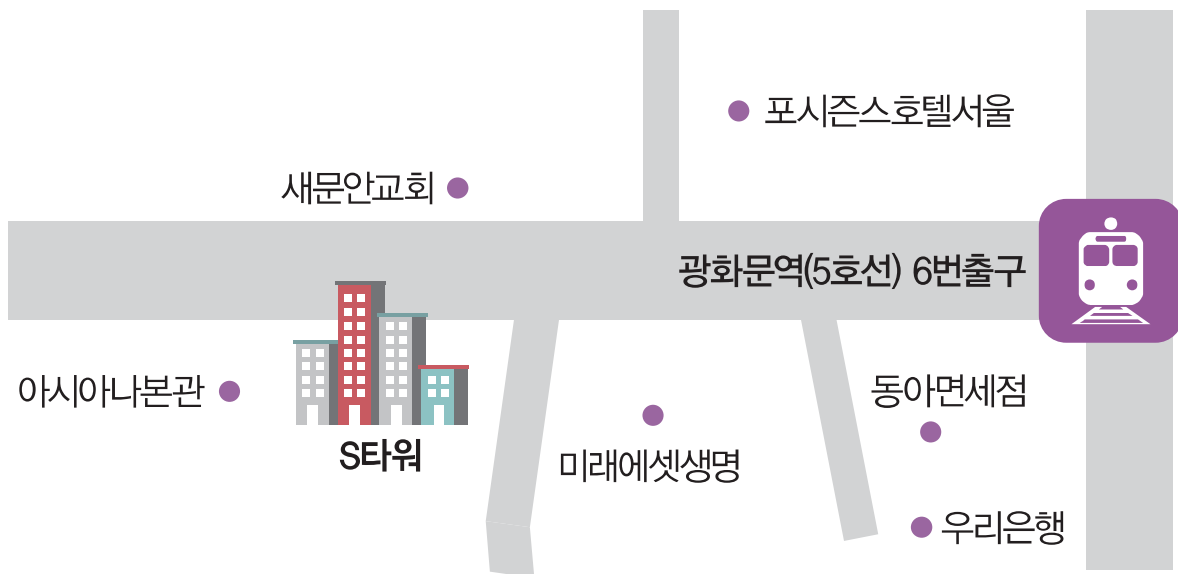 포시즌스호텔서울
새문안교회
광화문역(5호선) 6번출구
아시아나본관
S타워
미래에셋생명
동아면세점
우리은행